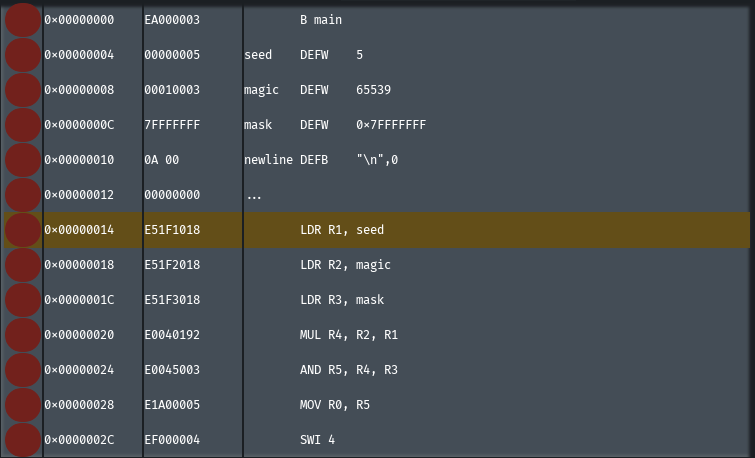 0×00000000 EA000003 B main
0×00000004 00000005 seed DEFW 5
0×00000008 00010003 magic DEFW 65539
0×0000000C 7FFFFFFF mask DEFW 0×7FFFFFFF
0×00000010 0A 00 newline DEFB "\n",0
0×00000012 00000000 ...
0×00000014 E51F1018 LDR R1, seed
0×00000018 E51F2018 LDR R2, magic
0×0000001C E51F3018 LDR R3, mask
0×00000020 E0040192 MUL R4, R2, R1
0×00000024 E0045003 AND R5, R4, R3
0×00000028 E1A00005 MOV R0, R5
0×0000002C EF000004 SWI 4